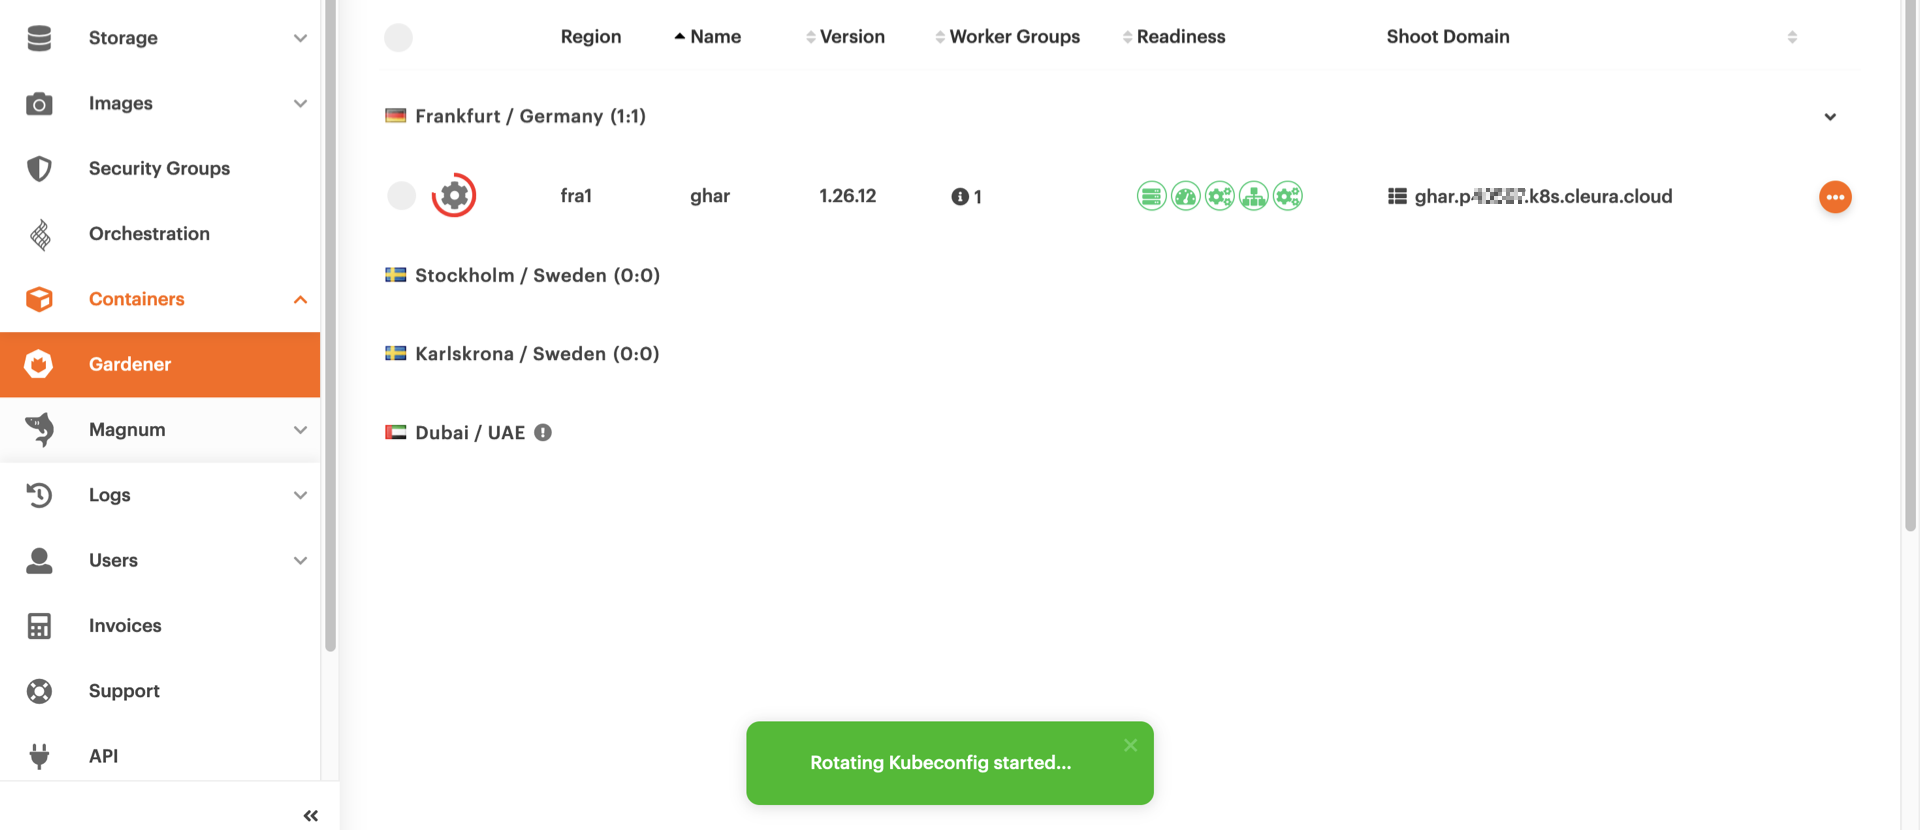 Storage
Images
Security Groups
Orchestration
Containers
Gardener
Magnum
Logs
Users
Invoices
Support
API
Region Name Version Worker Groups Readiness Shoot Domain
Frankfurt / Germany (1:1)
fra1 ghar 1.26.12 1 ghar.p .k8s.cleura.cloud
Stockholm / Sweden (0:0)
Karlskrona / Sweden (0:0)
Dubai / UAE
Rotating Kubeconfig started...